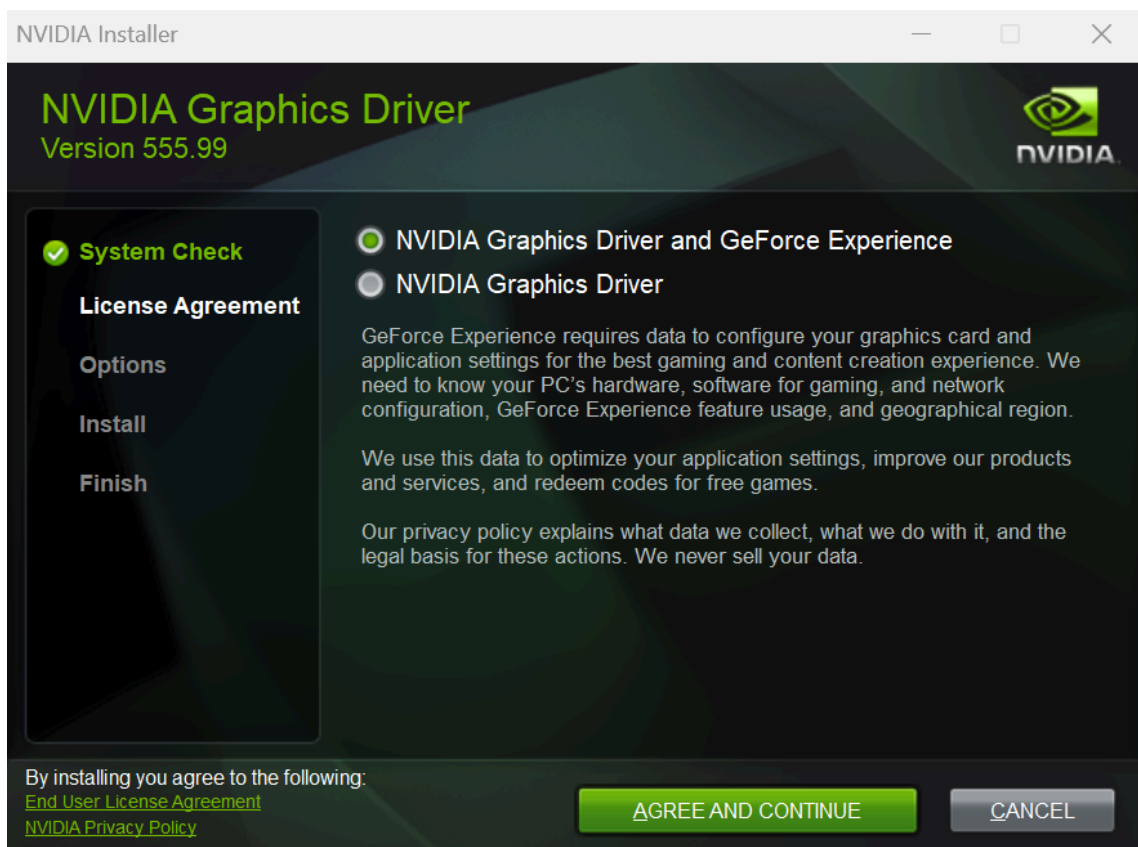 NVIDIA Installer
NVIDIA Graphics Driver
Version 555.99
NVIDIA
System Check
License Agreement
Options
Install
Finish
NVIDIA Graphics Driver and GeForce Experience
NVIDIA Graphics Driver
GeForce Experience requires data to configure your graphics card and
application settings for the best gaming and content creation experience. We
need to know your PC's hardware, software for gaming, and network
configuration, GeForce Experience feature usage, and geographical region.
We use this data to optimize your application settings, improve our products
and services, and redeem codes for free games.
Our privacy policy explains what data we collect, what we do with it, and the
legal basis for these actions. We never sell your data.
By installing you agree to the following:
End User License Agreement
NVIDIA Privacy Policy
AGREE AND CONTINUE
CANCEL